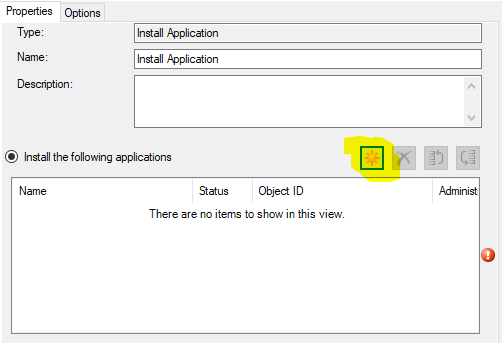 Properties Options
Type: Install Application
Name: Install Application
Description:
Install the following applications
Name Status Object ID Administ
There are no items to show in this view.